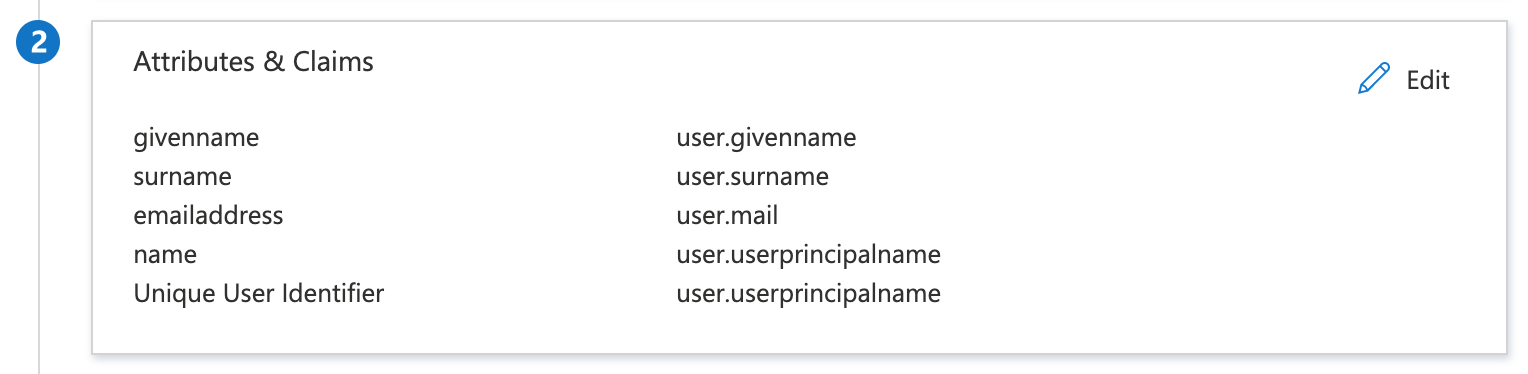 2
Attributes & Claims
Edit
givenname user.givenname
surname user.surname
emailaddress user.mail
name user.userprincipalname
Unique User Identifier user.userprincipalname